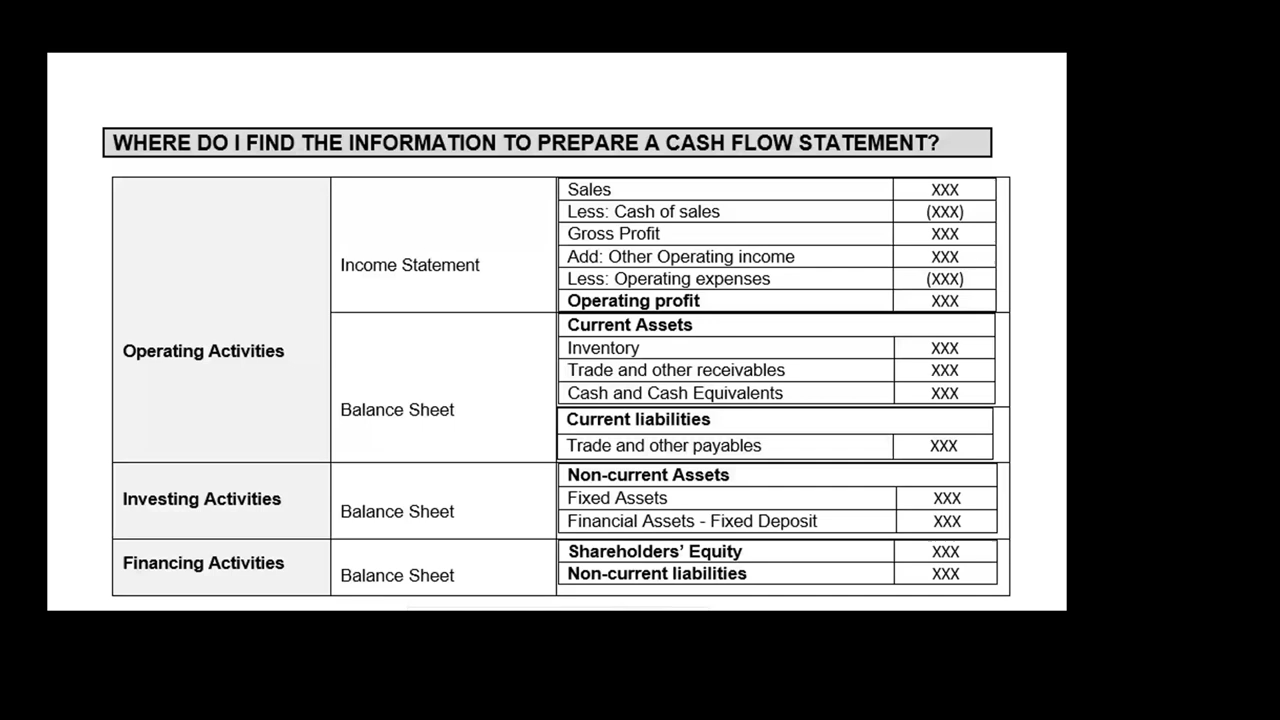 WHERE DO I FIND THE INFORMATION TO PREPARE A CASH FLOW STATEMENT?
Operating Activities
Income Statement
Sales XXX
Less: Cash of sales (XXX)
Gross Profit XXX
Add: Other Operating income XXX
Less: Operating expenses (XXX)
Operating profit XXX
Balance Sheet
Current Assets
Inventory XXX
Trade and other receivables XXX
Cash and Cash Equivalents XXX
Current liabilities
Trade and other payables XXX
Investing Activities
Balance Sheet
Non-current Assets
Fixed Assets XXX
Financial Assets - Fixed Deposit XXX
Financing Activities
Balance Sheet
Shareholders’ Equity XXX
Non-current liabilities XXX